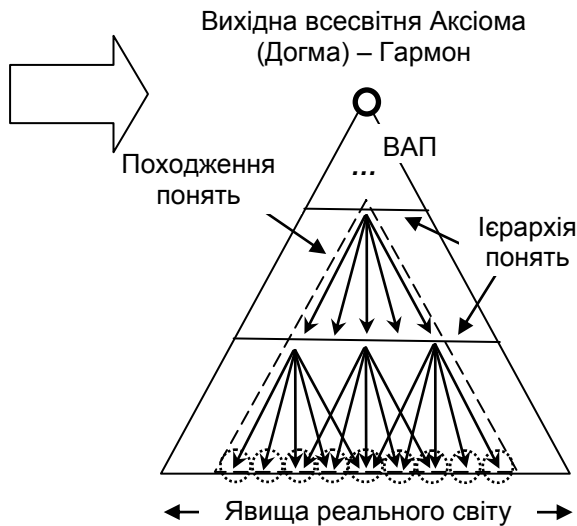 Вихідна всесвітня Аксіома
(Догма) – Гармон
ВАП
...
Походження
понять
Ієрархія
понять
Явища реального світу